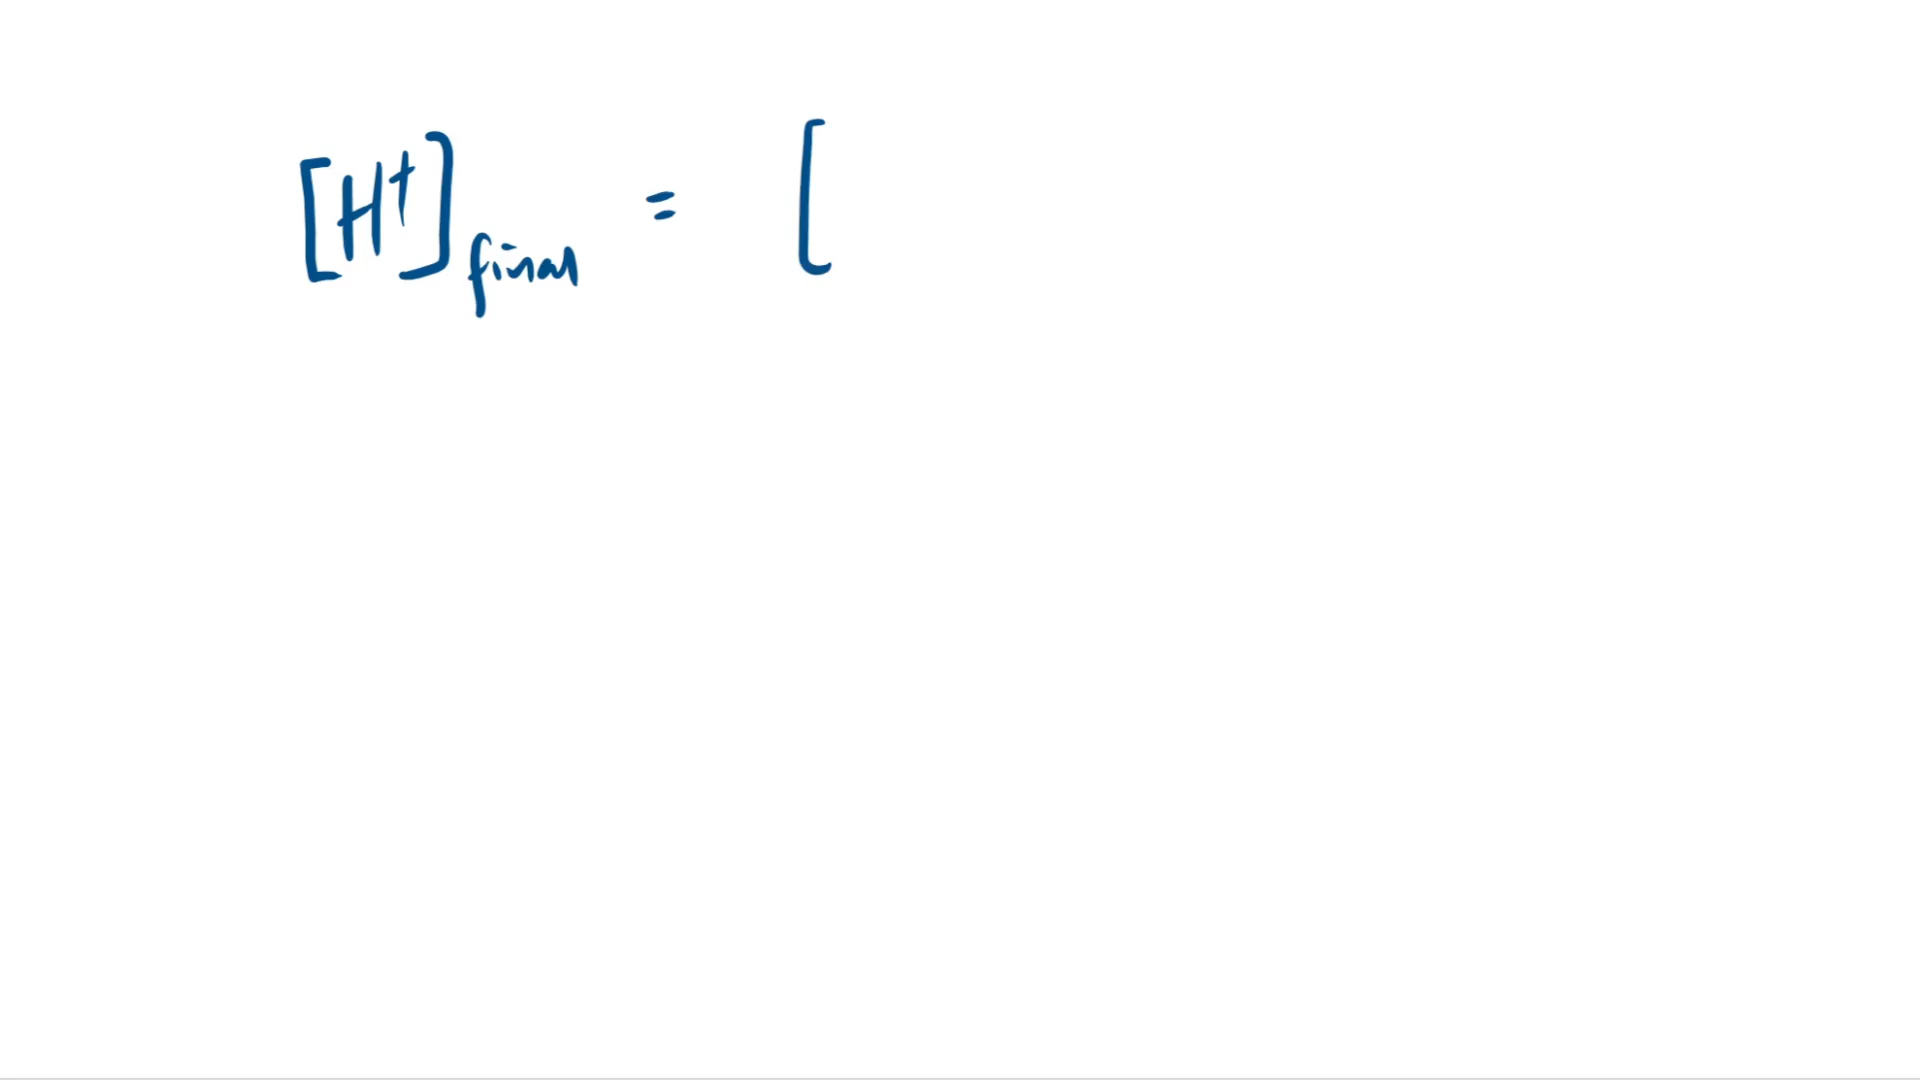 [H⁺]final = [